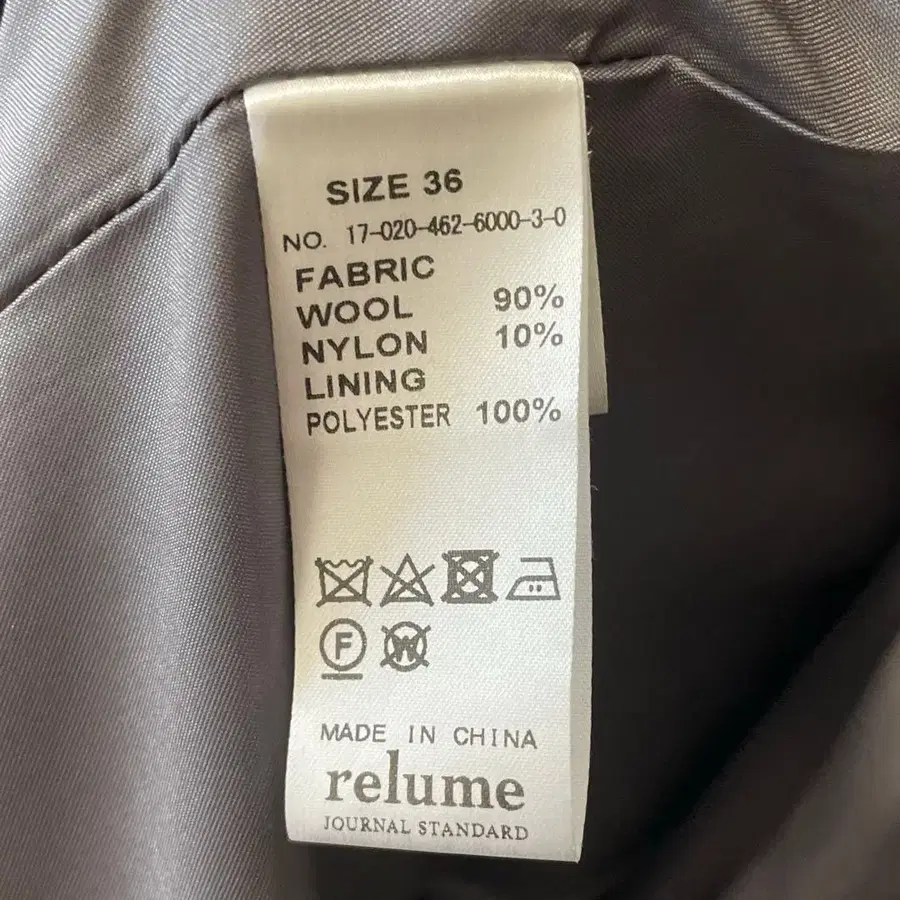 SIZE 36
NO. 17-020-462-6000-3-0
FABRIC
WOOL 90%
NYLON 10%
LINING
POLYESTER 100%
F W
MADE IN CHINA
relume
JOURNAL STANDARD